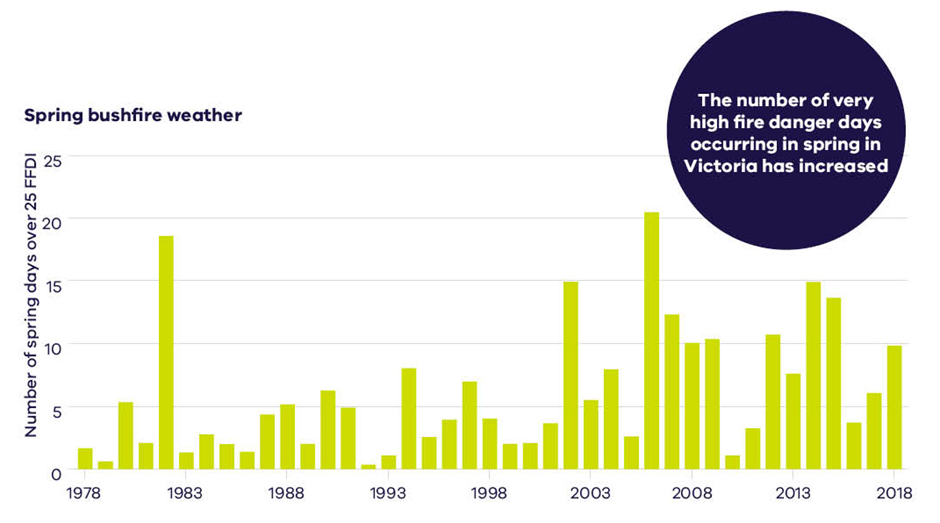 The number of very
high fire danger days
occurring in spring in
Victoria has increased
Spring bushfire weather
Number of spring days over 25 FFDI
25
20
15
10
5
0
1978 1983 1988 1993 1998 2003 2008 2013 2018